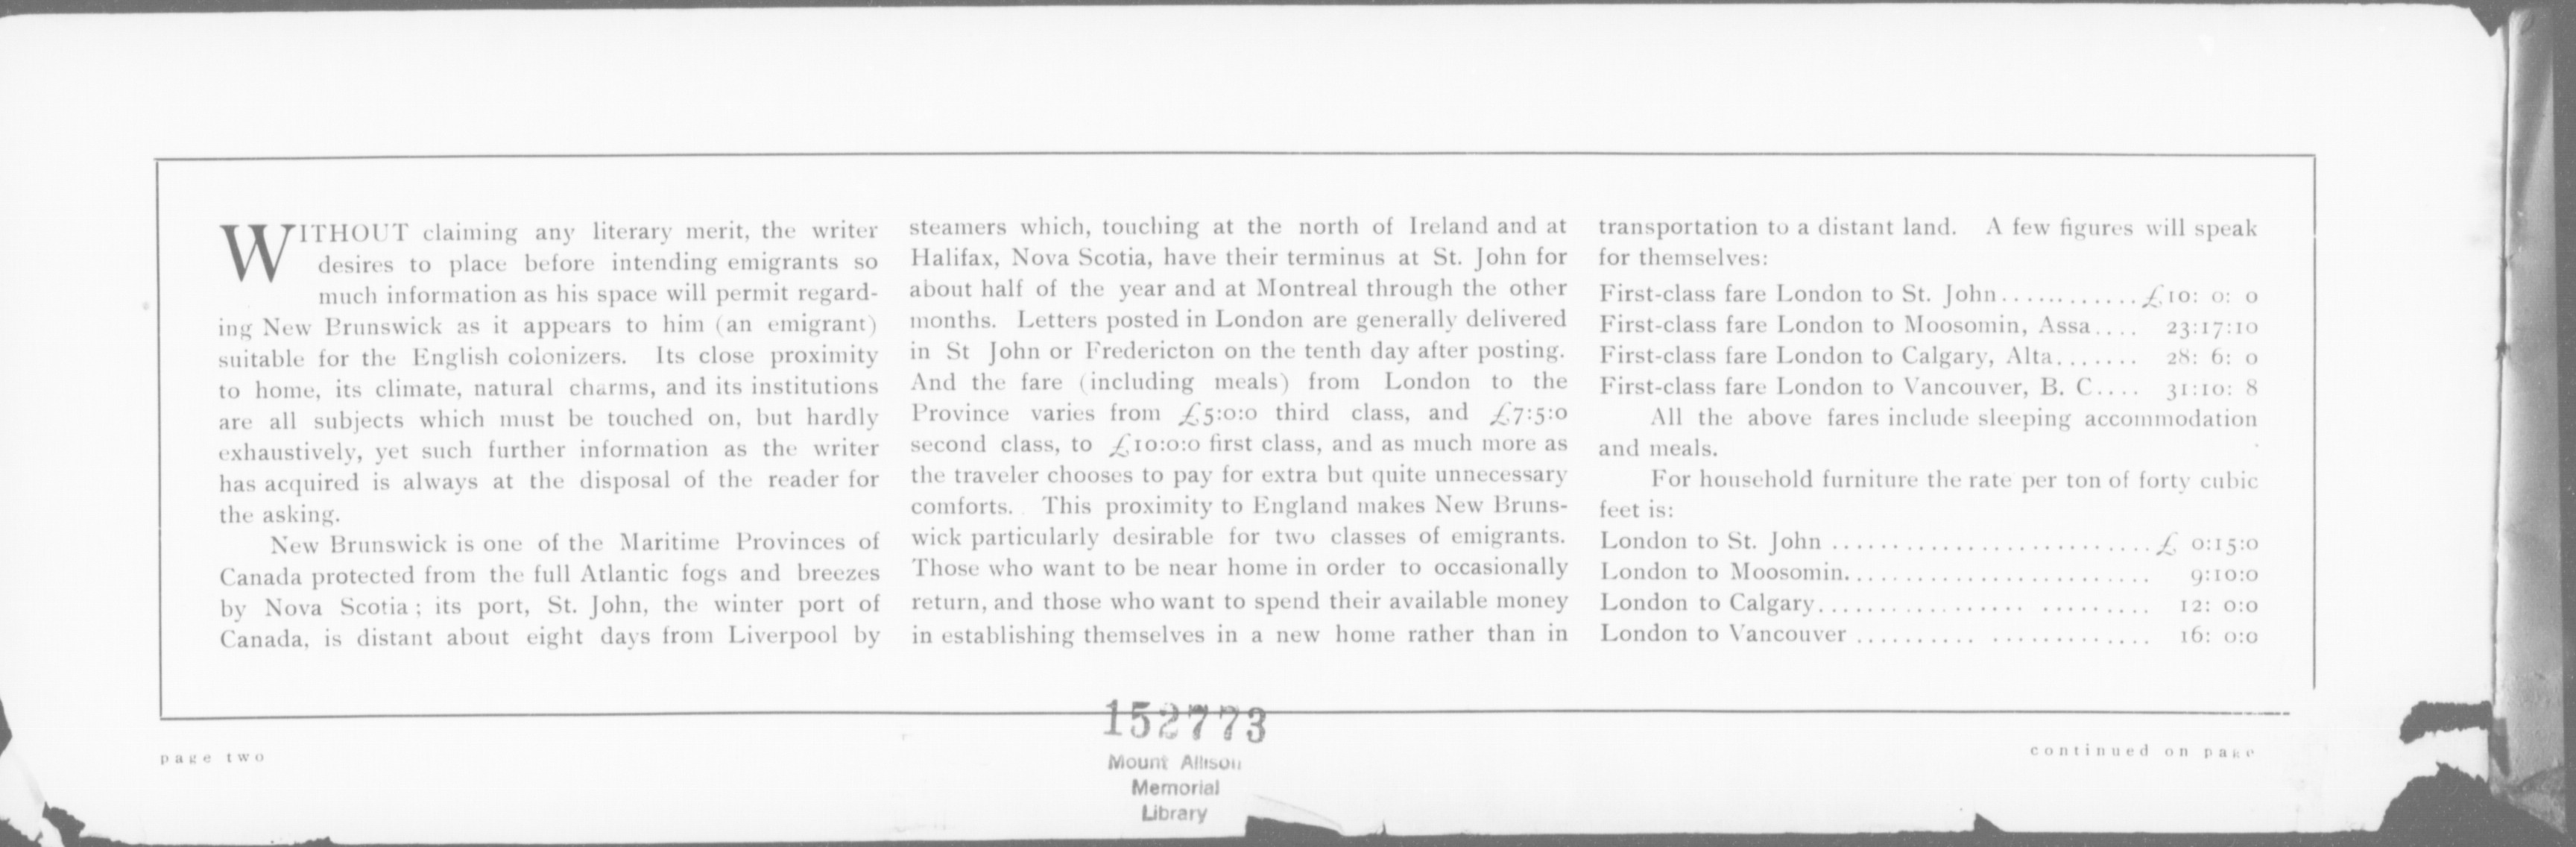 WITHOUT claiming any literary merit, the writer
desires to place before intending emigrants so
much information as his space will permit regard-
ing New Brunswick as it appears to him (an emigrant)
suitable for the English colonizers. Its close proximity
to home, its climate, natural charms, and its institutions
are all subjects which must be touched on, but hardly
exhaustively, yet such further information as the writer
has acquired is always at the disposal of the reader for
the asking.
New Brunswick is one of the Maritime Provinces of
Canada protected from the full Atlantic fogs and breezes
by Nova Scotia; its port, St. John, the winter port of
Canada, is distant about eight days from Liverpool by
steamers which, touching at the north of Ireland and at
Halifax, Nova Scotia, have their terminus at St. John for
about half of the year and at Montreal through the other
months. Letters posted in London are generally delivered
in St John or Fredericton on the tenth day after posting.
And the fare (including meals) from London to the
Province varies from £5:0:0 third class, and £7:5:0
second class, to £10:0:0 first class, and as much more as
the traveler chooses to pay for extra but quite unnecessary
comforts. This proximity to England makes New Bruns-
wick particularly desirable for two classes of emigrants.
Those who want to be near home in order to occasionally
return, and those who want to spend their available money
in establishing themselves in a new home rather than in
transportation to a distant land. A few figures will speak
for themselves:
First-class fare London to St. John............£10: 0: 0
First-class fare London to Moosomin, Assa.... 23:17:10
First-class fare London to Calgary, Alta....... 28: 6: 0
First-class fare London to Vancouver, B. C.... 31:10: 8
All the above fares include sleeping accommodation
and meals.
For household furniture the rate per ton of forty cubic
feet is:
London to St. John ...........................£ 0:15:0
London to Moosomin.......................... 9:10:0
London to Calgary................. ......... 12: 0:0
London to Vancouver .......... ............. 16: 0:0
page two
continued on page
152773
Mount Allison
Memorial
Library